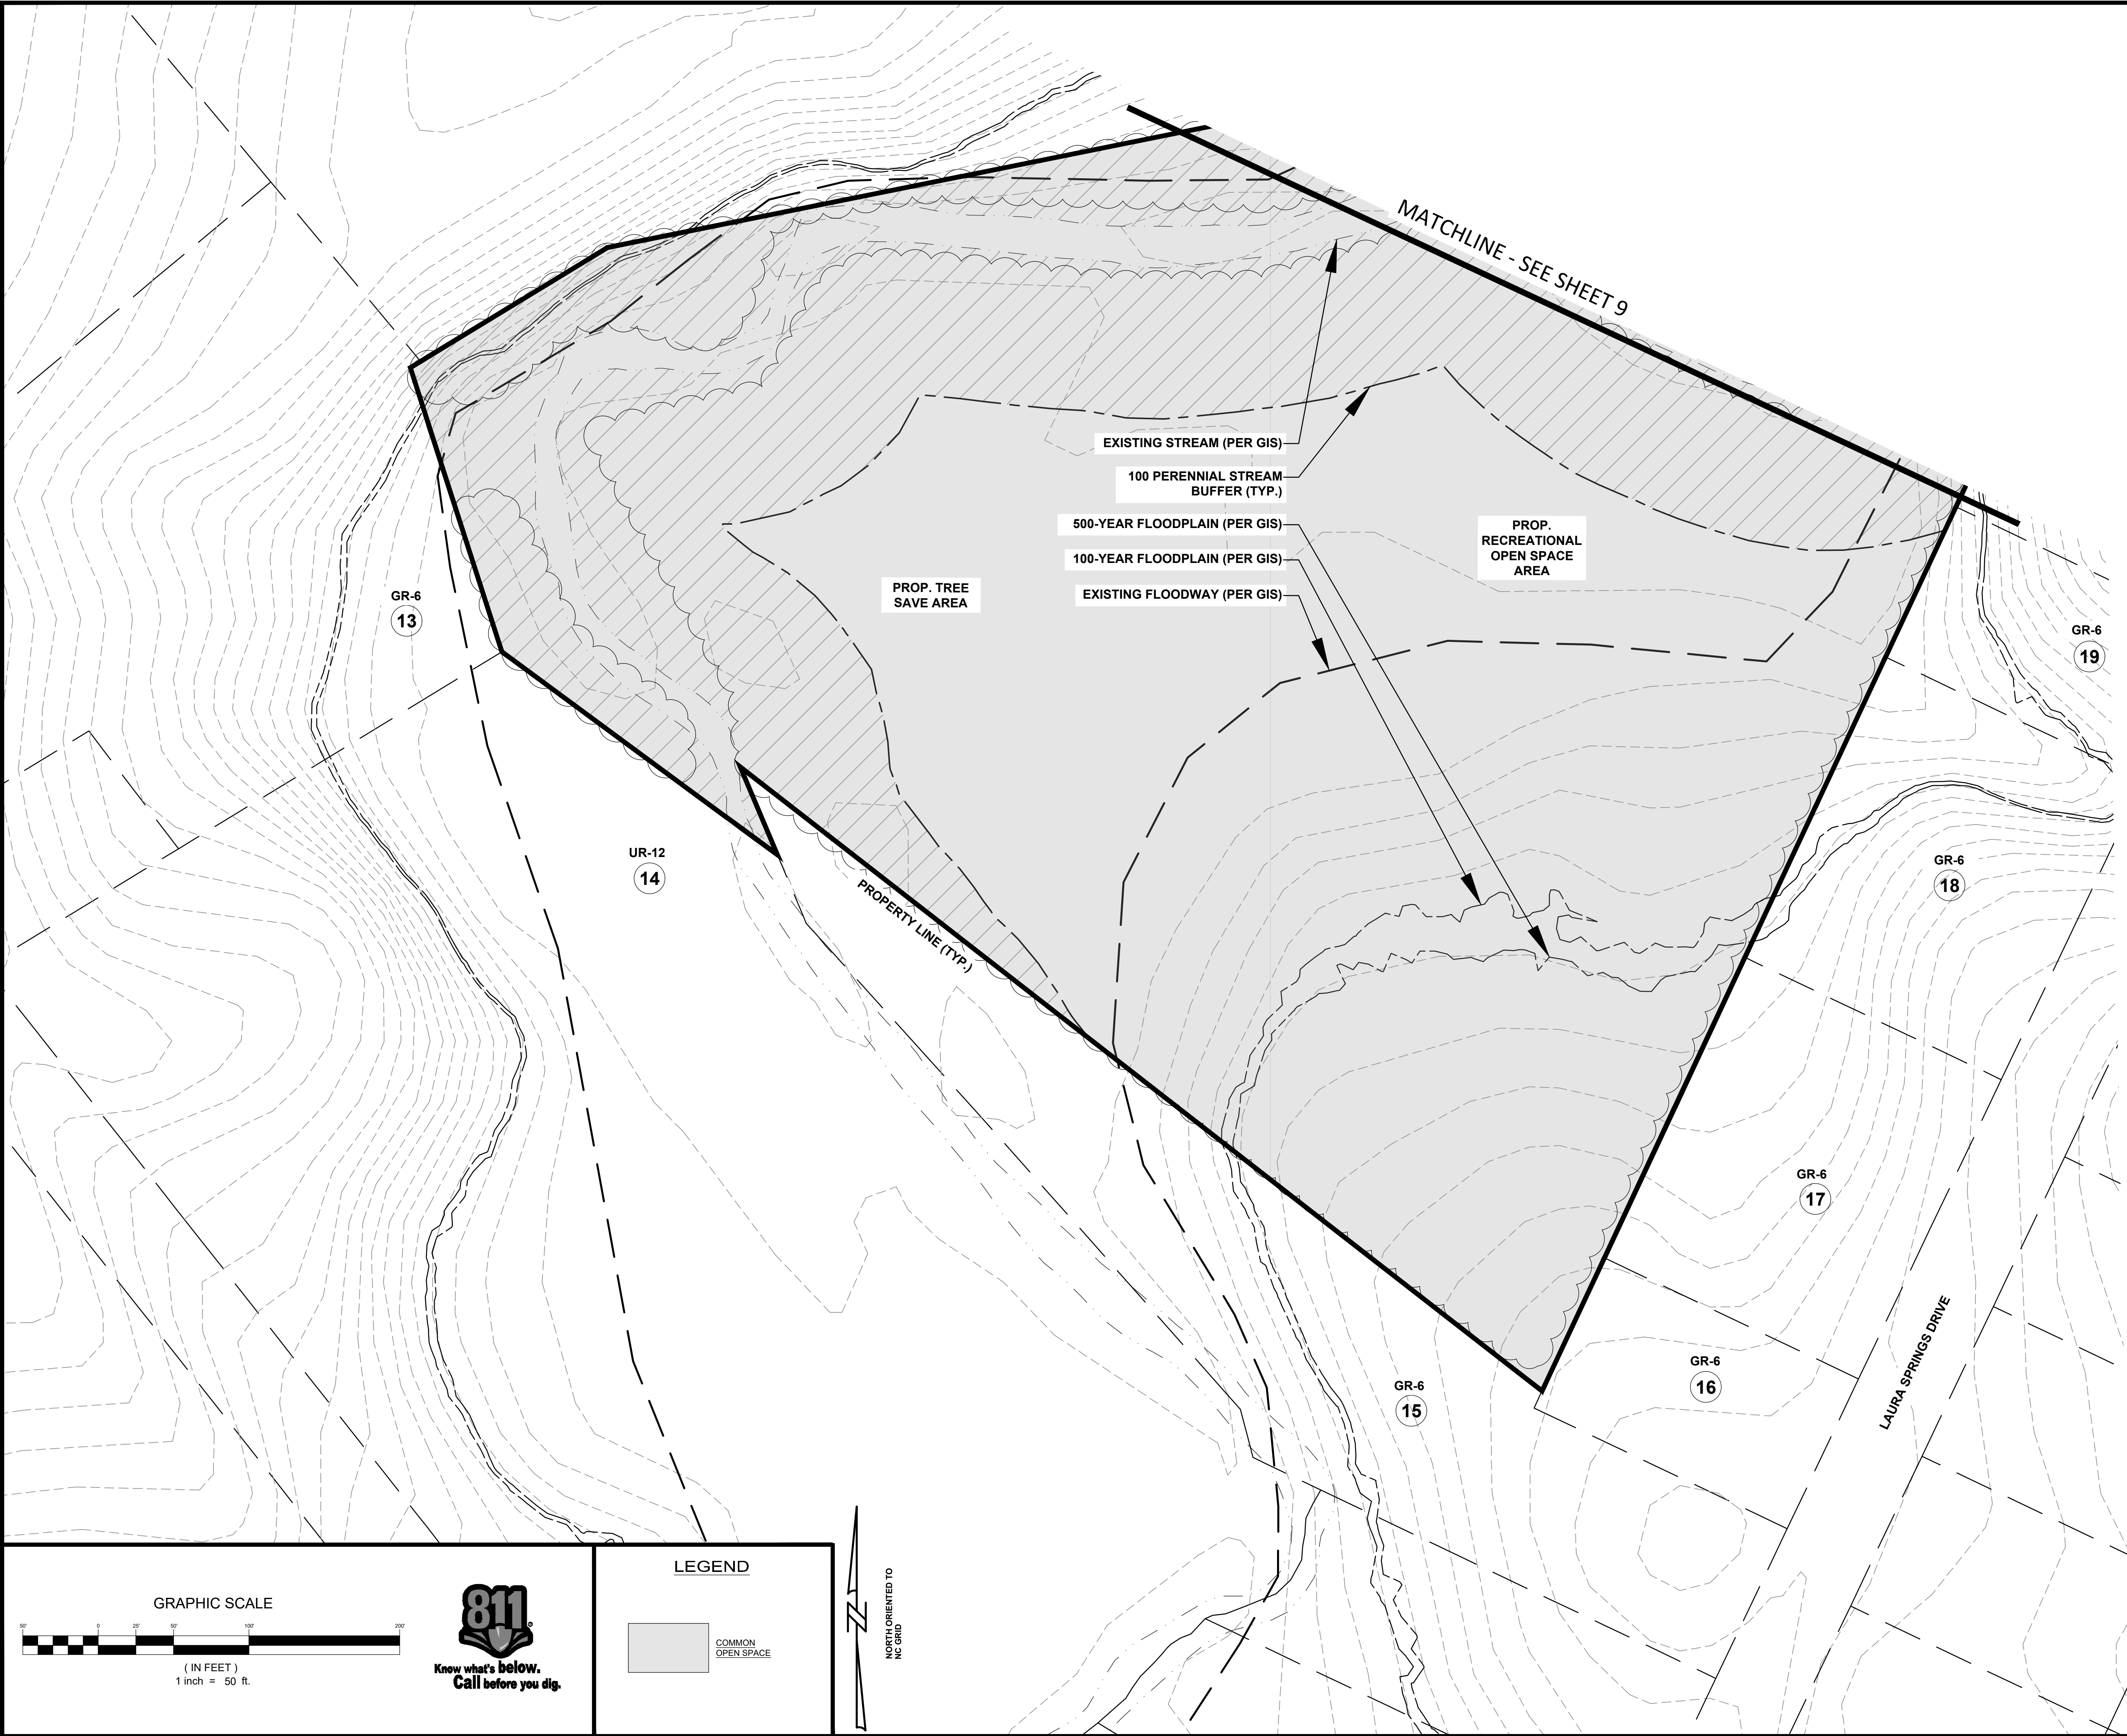 MATCHLINE - SEE SHEET 9
EXISTING STREAM (PER GIS)
100 PERENNIAL STREAM
BUFFER (TYP.)
500-YEAR FLOODPLAIN (PER GIS)
100-YEAR FLOODPLAIN (PER GIS)
EXISTING FLOODWAY (PER GIS)
PROP.
RECREATIONAL
OPEN SPACE
AREA
PROP. TREE
SAVE AREA
GR-6
13
GR-6
19
UR-12
14
GR-6
18
PROPERTY LINE (TYP.)
GR-6
17
GR-6
16
GR-6
15
LAURA SPRINGS DRIVE
GRAPHIC SCALE
50' 0 25' 50' 100' 200'
( IN FEET )
1 inch = 50 ft.
811®
Know what's below.
Call before you dig.
LEGEND
COMMON
OPEN SPACE
N
NORTH ORIENTED TO
NC GRID